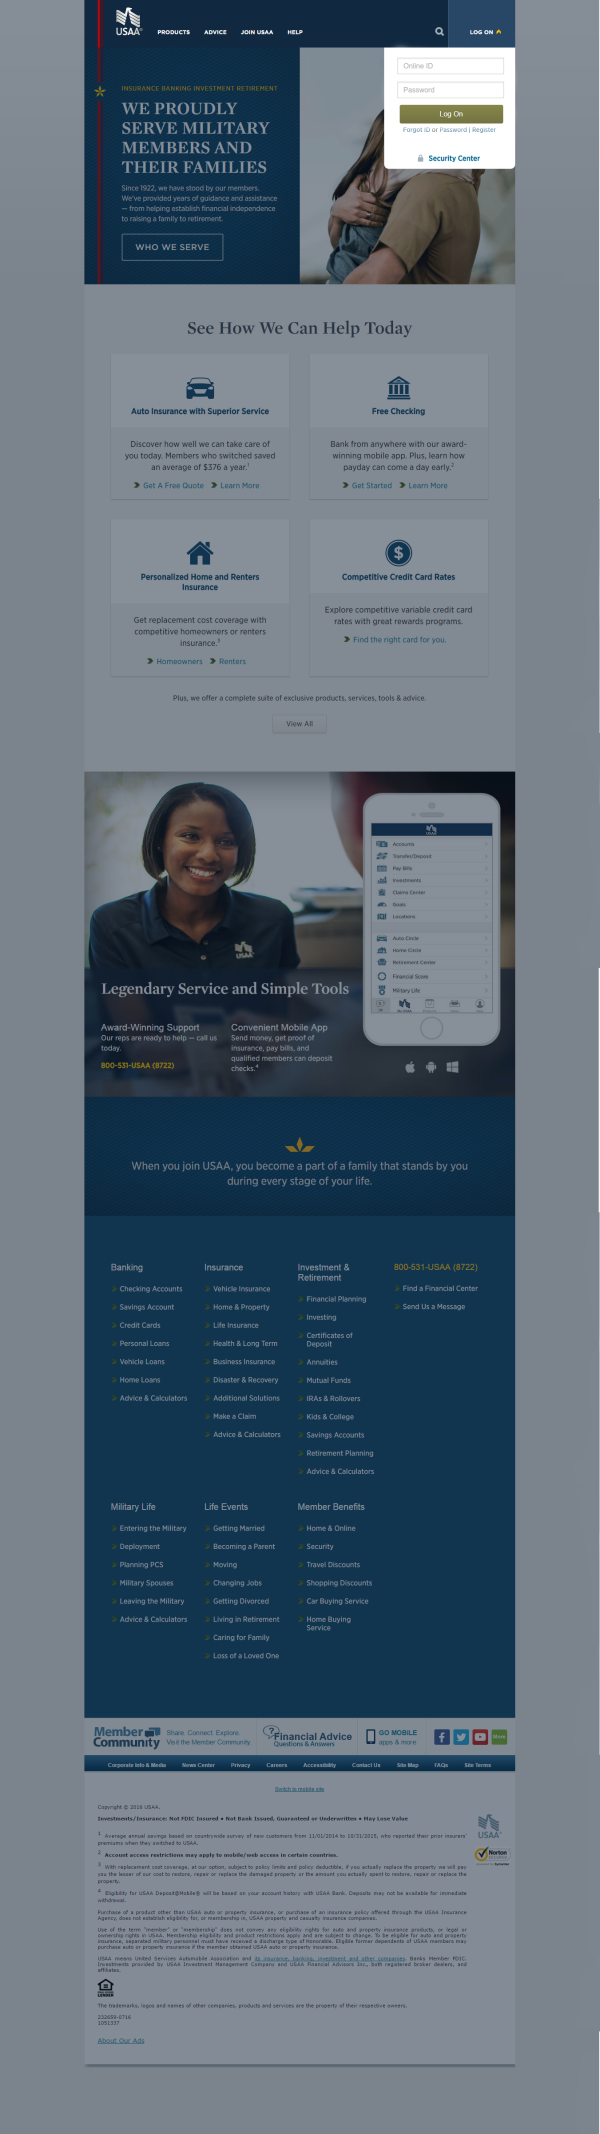 USAA®
PRODUCTS ADVICE JOIN USAA HELP LOG ON
Online ID
Password
Log On
Forgot ID or Password | Register
Security Center
INSURANCE BANKING INVESTMENT RETIREMENT
WE PROUDLY
SERVE MILITARY
MEMBERS AND
THEIR FAMILIES
Since 1922, we have stood by our members.
We've provided years of guidance and assistance
— from helping establish financial independence
to raising a family to retirement.
WHO WE SERVE
See How We Can Help Today
Auto Insurance with Superior Service
Discover how well we can take care of
you today. Members who switched saved
an average of $376 a year.1
Get A Free Quote Learn More
Free Checking
Bank from anywhere with our award-
winning mobile app. Plus, learn how
payday can come a day early.2
Get Started Learn More
Personalized Home and Renters
Insurance
Get replacement cost coverage with
competitive homeowners or renters
insurance.3
Homeowners Renters
Competitive Credit Card Rates
Explore competitive variable credit card
rates with great rewards programs.
Find the right card for you
Plus, we offer a complete suite of exclusive products, services, tools & advice.
View All
USAA
Accounts
Transfer/Deposit
Pay Bills
Investments
Claims Center
Goals
Locations
Auto Circle
Home Circle
Retirement Center
Financial Score
Military Life
USAA
Legendary Service and Simple Tools
Award-Winning Support
Our reps are ready to help — call us
today.
800-531-USAA (8722)
Convenient Mobile App
Send money, get proof of
insurance, pay bills, and
qualified members can deposit
checks.4
When you join USAA, you become a part of a family that stands by you
during every stage of your life.
Banking
Checking Accounts
Savings Account
Credit Cards
Personal Loans
Vehicle Loans
Home Loans
Advice & Calculators
Insurance
Vehicle Insurance
Home & Property
Life Insurance
Health & Long Term
Business Insurance
Disaster & Recovery
Additional Solutions
Make a Claim
Advice & Calculators
Investment &
Retirement
Financial Planning
Investing
Certificates of
Deposit
Annuities
Mutual Funds
IRAs & Rollovers
Kids & College
Savings Accounts
Retirement Planning
Advice & Calculators
800-531-USAA (8722)
Find a Financial Center
Send Us a Message
Military Life
Entering the Military
Deployment
Planning PCS
Military Spouses
Leaving the Military
Advice & Calculators
Life Events
Getting Married
Becoming a Parent
Moving
Changing Jobs
Getting Divorced
Living in Retirement
Caring for Family
Loss of a Loved One
Member Benefits
Home & Online
Security
Travel Discounts
Shopping Discounts
Car Buying Service
Home Buying
Service
Member
Community
Share. Connect. Explore.
Visit the Member Community
Financial Advice
Questions & Answers
GO MOBILE
apps & more
More
Corporate Info & Media News Center Privacy Careers Accessibility Contact Us Site Map FAQs Site Terms
Switch to mobile site
Copyright © 2016 USAA.
Investments/Insurance: Not FDIC Insured • Not Bank Issued, Guaranteed or Underwritten • May Lose Value
1 Average annual savings based on countrywide survey of new customers from 11/01/2014 to 10/31/2015, who reported their prior insurers'
premiums when they switched to USAA.
2 Account access restrictions may apply to mobile/web access in certain countries.
3 With replacement cost coverage, at our option, subject to policy limits and policy deductible, if you actually replace the property we will pay
you the lesser of our cost to restore, repair or replace the damaged property or the amount you actually spent to restore, repair or replace the
property.
4 Eligibility for USAA Deposit@Mobile® will be based on your account history with USAA Bank. Deposits may not be available for immediate
withdrawal.
Purchase of a product other than USAA auto or property insurance, or purchase of an insurance policy offered through the USAA Insurance
Agency, does not establish eligibility for, or membership in, USAA property and casualty insurance companies.
Use of the term "member" or "membership" does not convey any eligibility rights for auto and property insurance products, or legal or
ownership rights in USAA. Membership eligibility and product restrictions apply and are subject to change. To be eligible for auto and property
insurance, separated military personnel must have received a discharge type of Honorable. Eligible former dependents of USAA members may
purchase auto or property insurance if the member obtained USAA auto or property insurance.
USAA means United Services Automobile Association and its insurance, banking, investment and other companies. Banks Member FDIC.
Investments provided by USAA Investment Management Company and USAA Financial Advisors Inc., both registered broker dealers, and
affiliates.
USAA®
Norton
powered by Symantec
LENDER
The trademarks, logos and names of other companies, products and services are the property of their respective owners.
232659-0716
1051337
About Our Ads